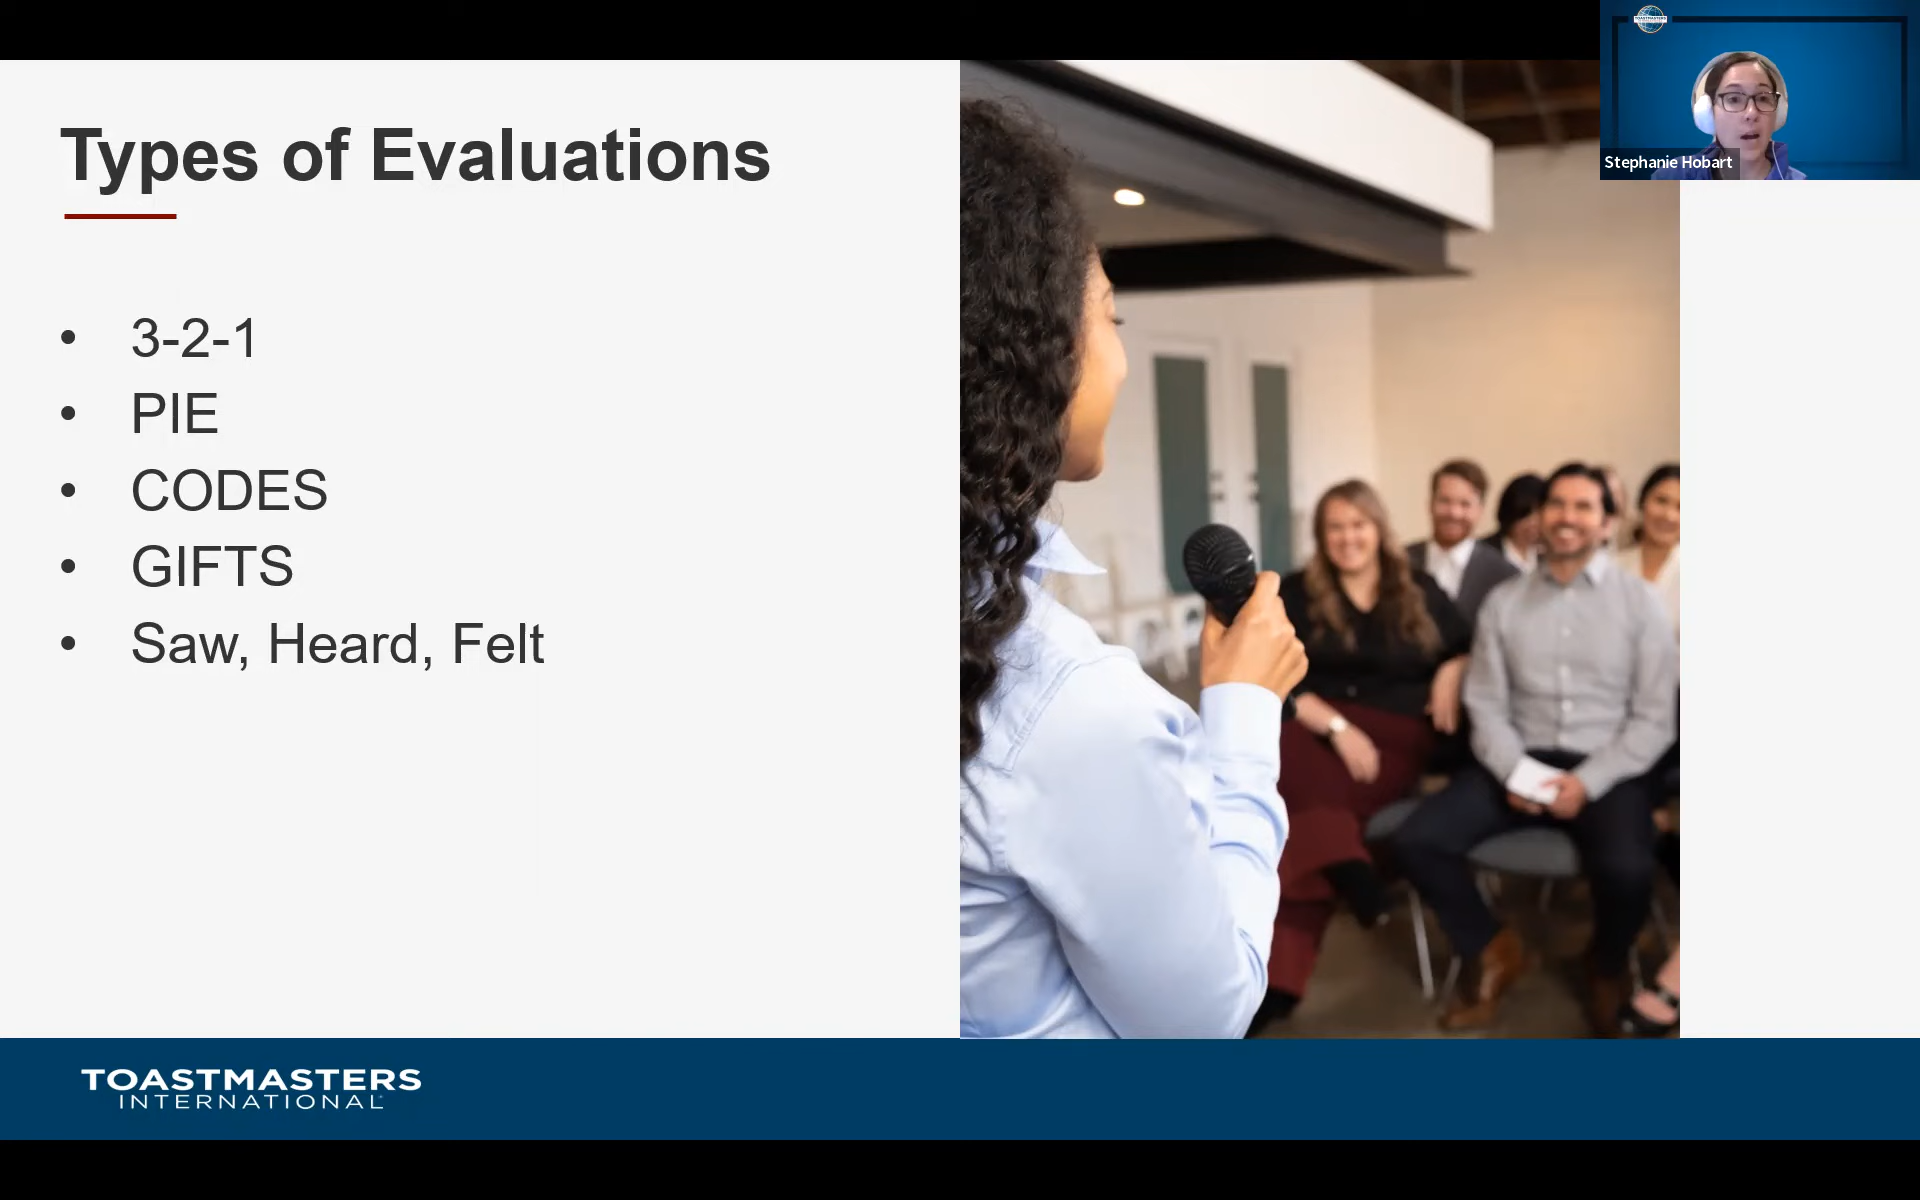 Types of Evaluations
• 3-2-1
• PIE
• CODES
• GIFTS
• Saw, Heard, Felt
Stephanie Hobart
TOASTMASTERS
INTERNATIONAL